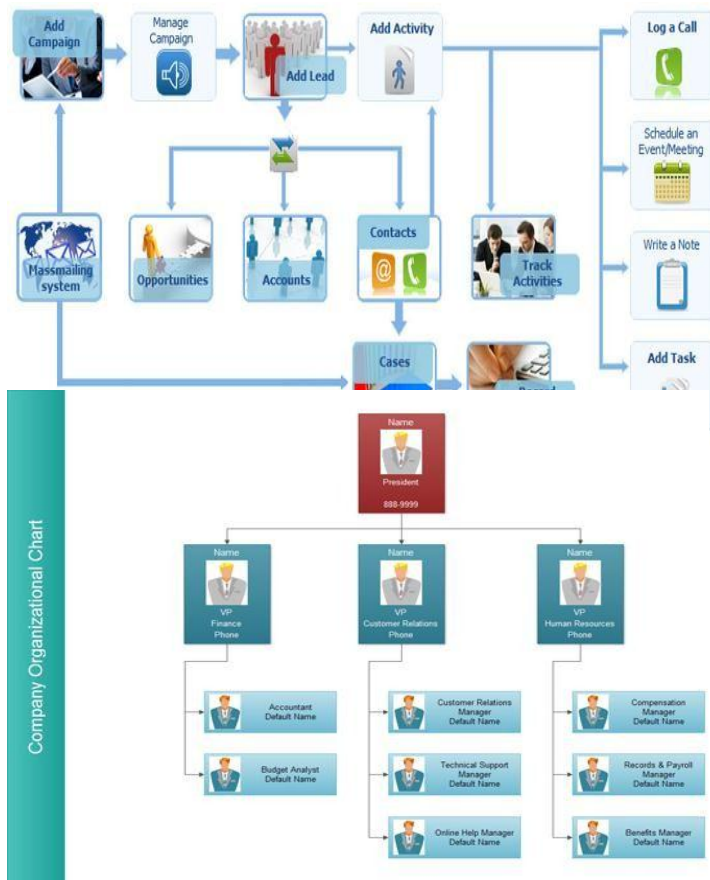 Add
Campaign
Manage
Campaign
Add Lead
Add Activity
Log a Call
Schedule an
Event/Meeting
Massmailing
system
Opportunities
Accounts
Contacts
Track
Activities
Write a Note
Cases
Add Task
Company Organizational Chart
Name
President
888-9999
Name
VP
Finance
Phone
Name
VP
Customer Relations
Phone
Name
VP
Human Resources
Phone
Accountant
Default Name
Budget Analyst
Default Name
Customer Relations
Manager
Default Name
Technical Support
Manager
Default Name
Online Help Manager
Default Name
Compensation
Manager
Default Name
Records & Payroll
Manager
Default Name
Benefits Manager
Default Name